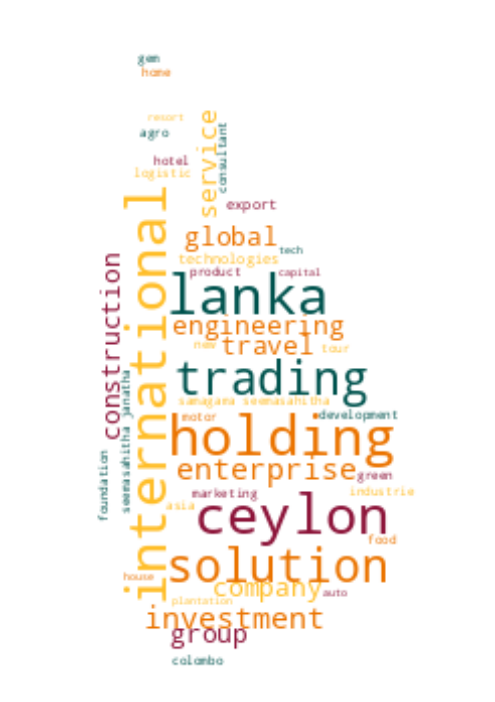 gem
home
resort
agro
service
consultant
hotel
logistic
international
export
global
tech
technologies
product
capital
construction
lanka
engineering
new
travel
tour
trading
seemasahitha janatha
samagama seemasahitha
motor
development
holding
foundation
enterprise
green
marketing
industrie
asia
ceylon
food
solution
house
company
auto
plantation
investment
group
colombo